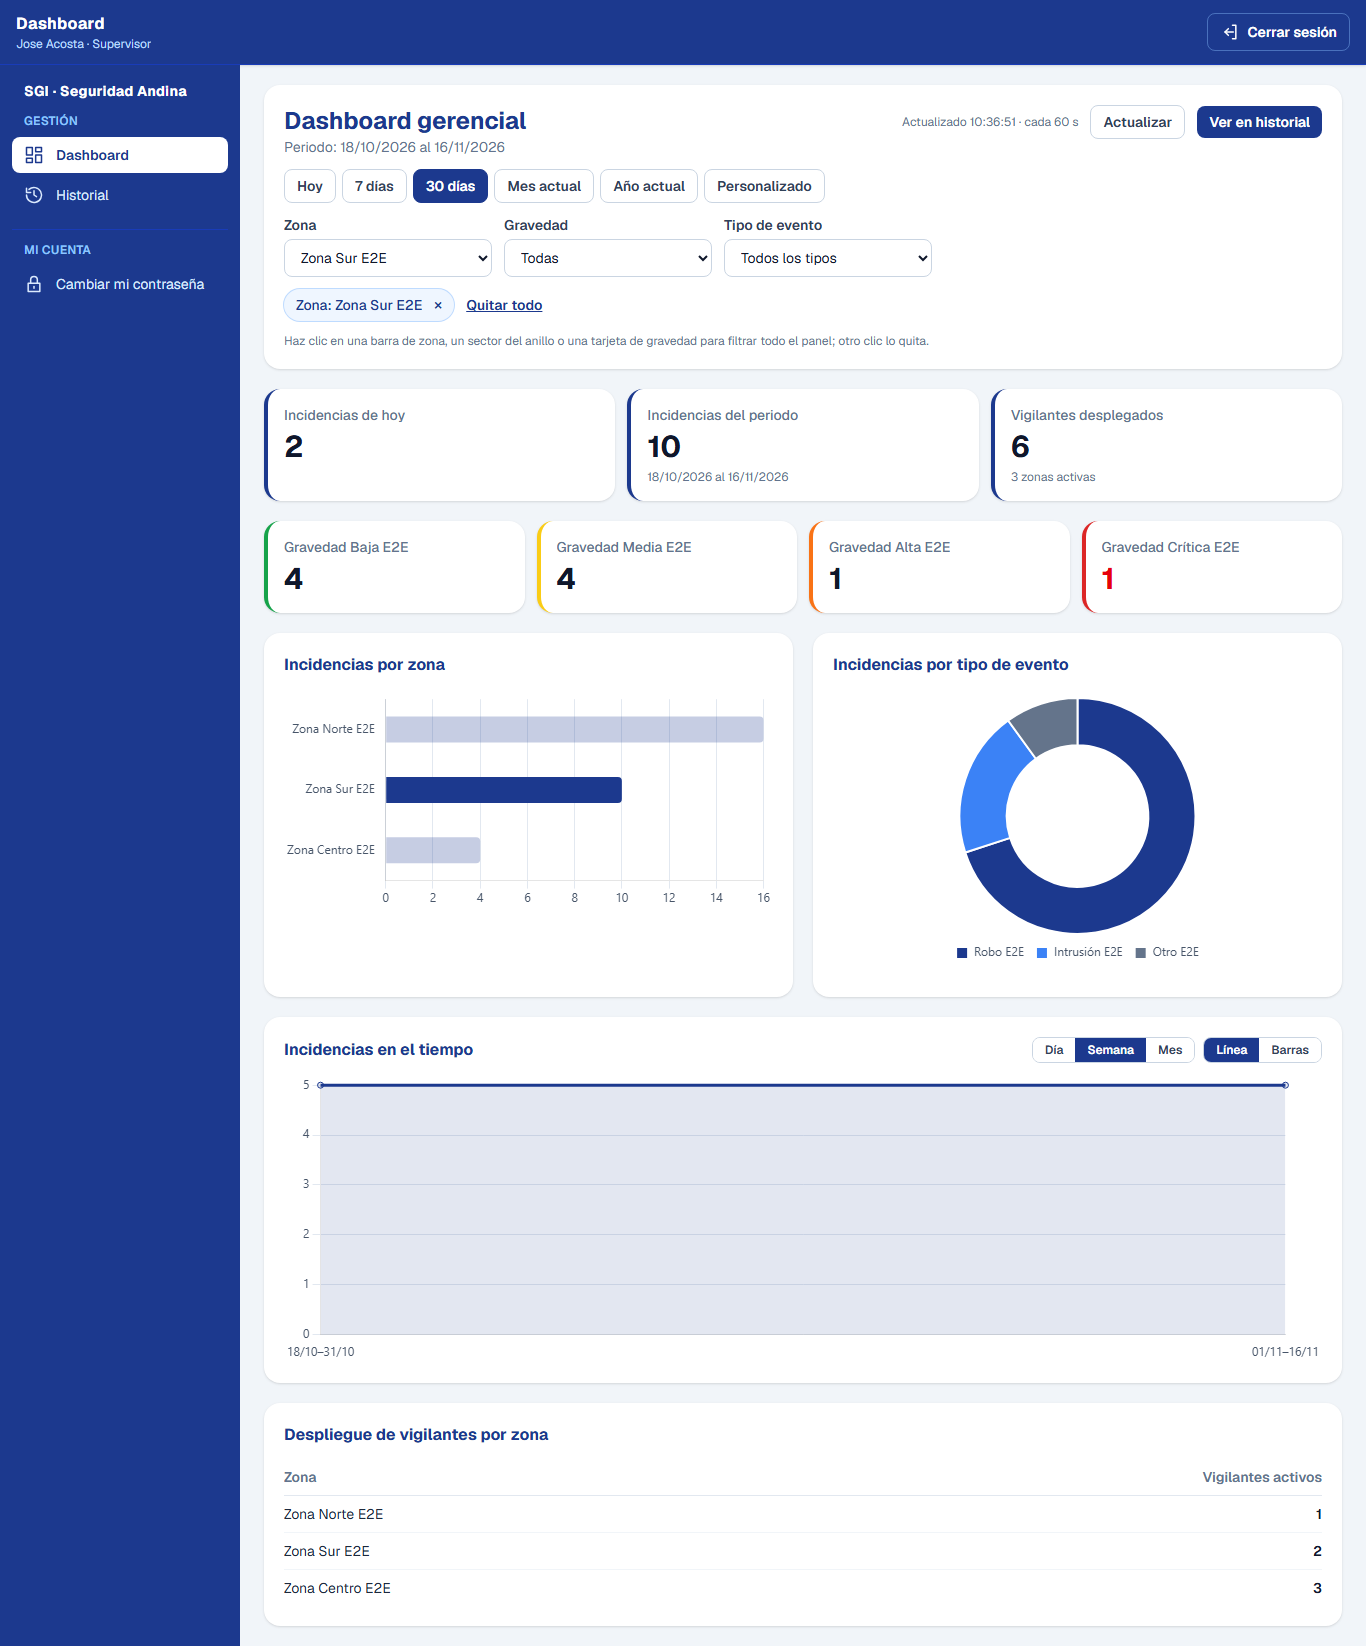 Dashboard
Jose Acosta · Supervisor
Cerrar sesión
SGI · Seguridad Andina
GESTIÓN
Dashboard
Historial
MI CUENTA
Cambiar mi contraseña
Dashboard gerencial
Periodo: 18/10/2026 al 16/11/2026
Actualizado 10:36:51 · cada 60 s
Actualizar
Ver en historial
Hoy
7 días
30 días
Mes actual
Año actual
Personalizado
Zona
Gravedad
Tipo de evento
Zona Sur E2E
Todas
Todos los tipos
Zona: Zona Sur E2E ×
Quitar todo
Haz clic en una barra de zona, un sector del anillo o una tarjeta de gravedad para filtrar todo el panel; otro clic lo quita.
Incidencias de hoy
2
Incidencias del periodo
10
18/10/2026 al 16/11/2026
Vigilantes desplegados
6
3 zonas activas
Gravedad Baja E2E
4
Gravedad Media E2E
4
Gravedad Alta E2E
1
Gravedad Crítica E2E
1
Incidencias por zona
Zona Norte E2E
Zona Sur E2E
Zona Centro E2E
0 2 4 6 8 10 12 14 16
Incidencias por tipo de evento
Robo E2E
Intrusión E2E
Otro E2E
Incidencias en el tiempo
Día
Semana
Mes
Línea
Barras
5
4
3
2
1
0
18/10–31/10
01/11–16/11
Despliegue de vigilantes por zona
Zona
Vigilantes activos
Zona Norte E2E 1
Zona Sur E2E 2
Zona Centro E2E 3